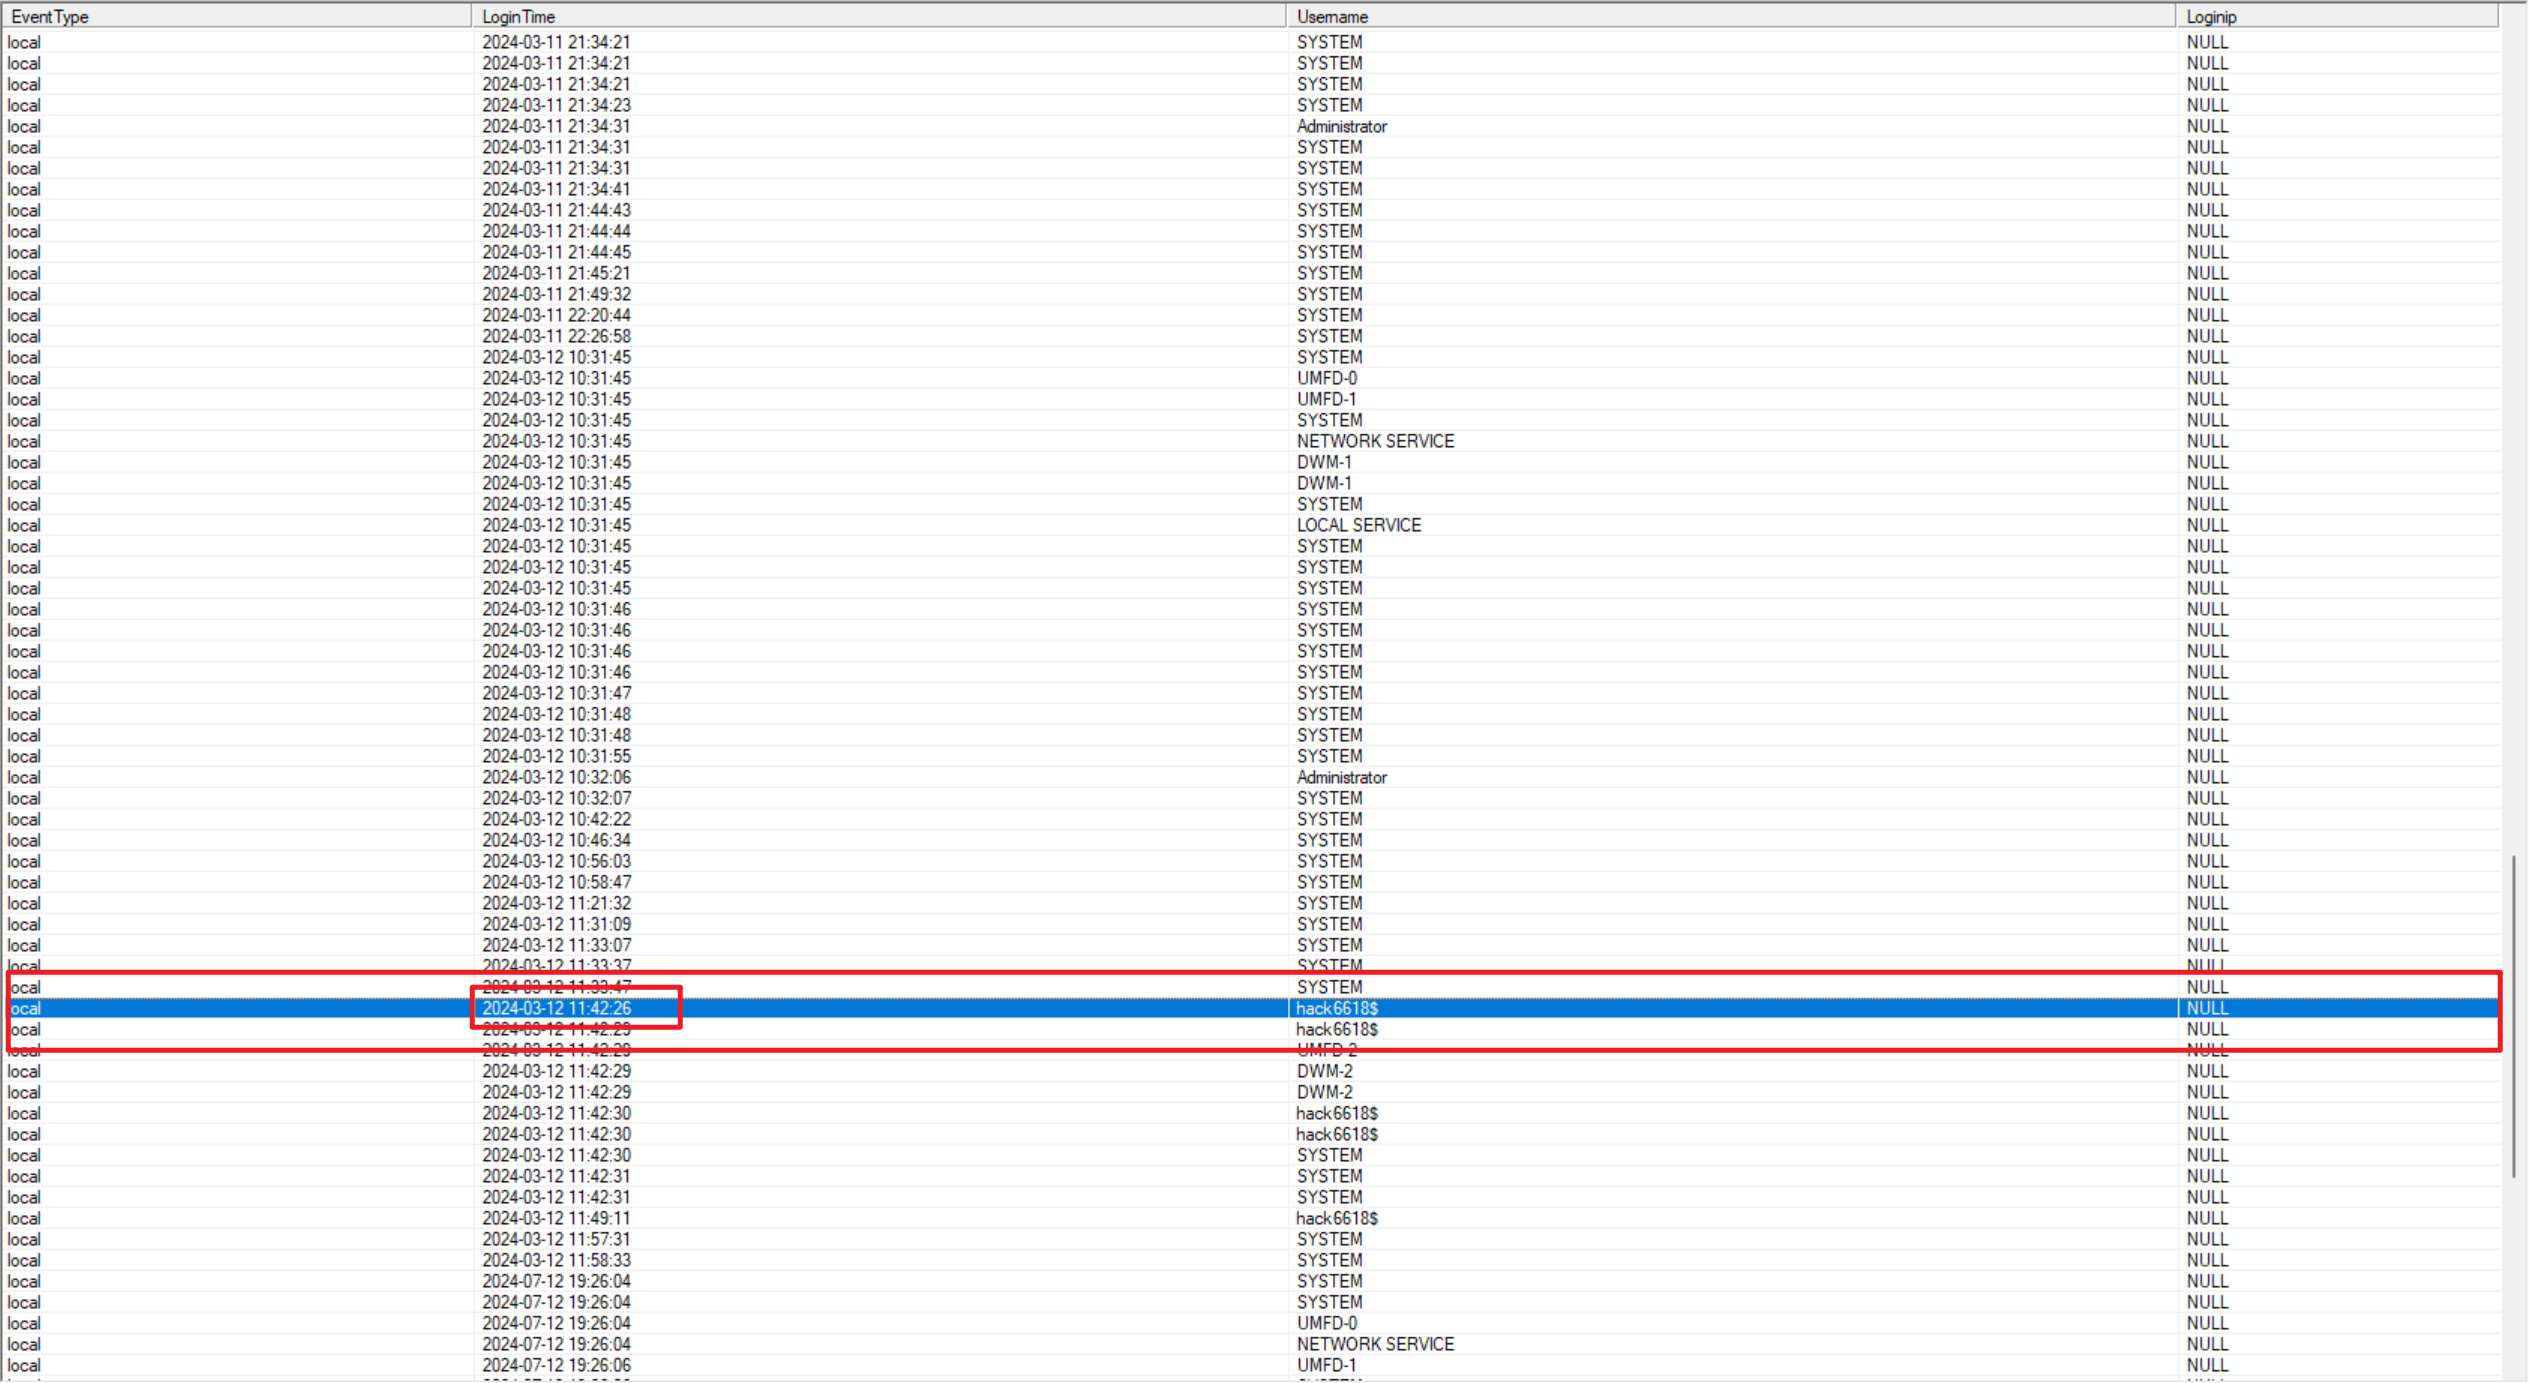 EventType LoginTime Username Loginip
local 2024-03-11 21:34:21 SYSTEM NULL
local 2024-03-11 21:34:21 SYSTEM NULL
local 2024-03-11 21:34:21 SYSTEM NULL
local 2024-03-11 21:34:23 SYSTEM NULL
local 2024-03-11 21:34:31 Administrator NULL
local 2024-03-11 21:34:31 SYSTEM NULL
local 2024-03-11 21:34:31 SYSTEM NULL
local 2024-03-11 21:34:41 SYSTEM NULL
local 2024-03-11 21:44:43 SYSTEM NULL
local 2024-03-11 21:44:44 SYSTEM NULL
local 2024-03-11 21:44:45 SYSTEM NULL
local 2024-03-11 21:45:21 SYSTEM NULL
local 2024-03-11 21:49:32 SYSTEM NULL
local 2024-03-11 22:20:44 SYSTEM NULL
local 2024-03-11 22:26:58 SYSTEM NULL
local 2024-03-12 10:31:45 SYSTEM NULL
local 2024-03-12 10:31:45 UMFD-0 NULL
local 2024-03-12 10:31:45 UMFD-1 NULL
local 2024-03-12 10:31:45 SYSTEM NULL
local 2024-03-12 10:31:45 NETWORK SERVICE NULL
local 2024-03-12 10:31:45 DWM-1 NULL
local 2024-03-12 10:31:45 DWM-1 NULL
local 2024-03-12 10:31:45 SYSTEM NULL
local 2024-03-12 10:31:45 LOCAL SERVICE NULL
local 2024-03-12 10:31:45 SYSTEM NULL
local 2024-03-12 10:31:45 SYSTEM NULL
local 2024-03-12 10:31:45 SYSTEM NULL
local 2024-03-12 10:31:46 SYSTEM NULL
local 2024-03-12 10:31:46 SYSTEM NULL
local 2024-03-12 10:31:46 SYSTEM NULL
local 2024-03-12 10:31:46 SYSTEM NULL
local 2024-03-12 10:31:47 SYSTEM NULL
local 2024-03-12 10:31:48 SYSTEM NULL
local 2024-03-12 10:31:48 SYSTEM NULL
local 2024-03-12 10:31:55 SYSTEM NULL
local 2024-03-12 10:32:06 Administrator NULL
local 2024-03-12 10:32:07 SYSTEM NULL
local 2024-03-12 10:42:22 SYSTEM NULL
local 2024-03-12 10:46:34 SYSTEM NULL
local 2024-03-12 10:56:03 SYSTEM NULL
local 2024-03-12 10:58:47 SYSTEM NULL
local 2024-03-12 11:21:32 SYSTEM NULL
local 2024-03-12 11:31:09 SYSTEM NULL
local 2024-03-12 11:33:07 SYSTEM NULL
local 2024-03-12 11:33:37 SYSTEM NULL
local 2024-03-12 11:33:47 SYSTEM NULL
local 2024-03-12 11:42:26 hack6618$ NULL
local 2024-03-12 11:42:29 hack6618$ NULL
local 2024-03-12 11:42:29 UMFD-2 NULL
local 2024-03-12 11:42:29 DWM-2 NULL
local 2024-03-12 11:42:29 DWM-2 NULL
local 2024-03-12 11:42:30 hack6618$ NULL
local 2024-03-12 11:42:30 hack6618$ NULL
local 2024-03-12 11:42:30 SYSTEM NULL
local 2024-03-12 11:42:31 SYSTEM NULL
local 2024-03-12 11:42:31 SYSTEM NULL
local 2024-03-12 11:49:11 hack6618$ NULL
local 2024-03-12 11:57:31 SYSTEM NULL
local 2024-03-12 11:58:33 SYSTEM NULL
local 2024-07-12 19:26:04 SYSTEM NULL
local 2024-07-12 19:26:04 SYSTEM NULL
local 2024-07-12 19:26:04 UMFD-0 NULL
local 2024-07-12 19:26:04 NETWORK SERVICE NULL
local 2024-07-12 19:26:06 UMFD-1 NULL